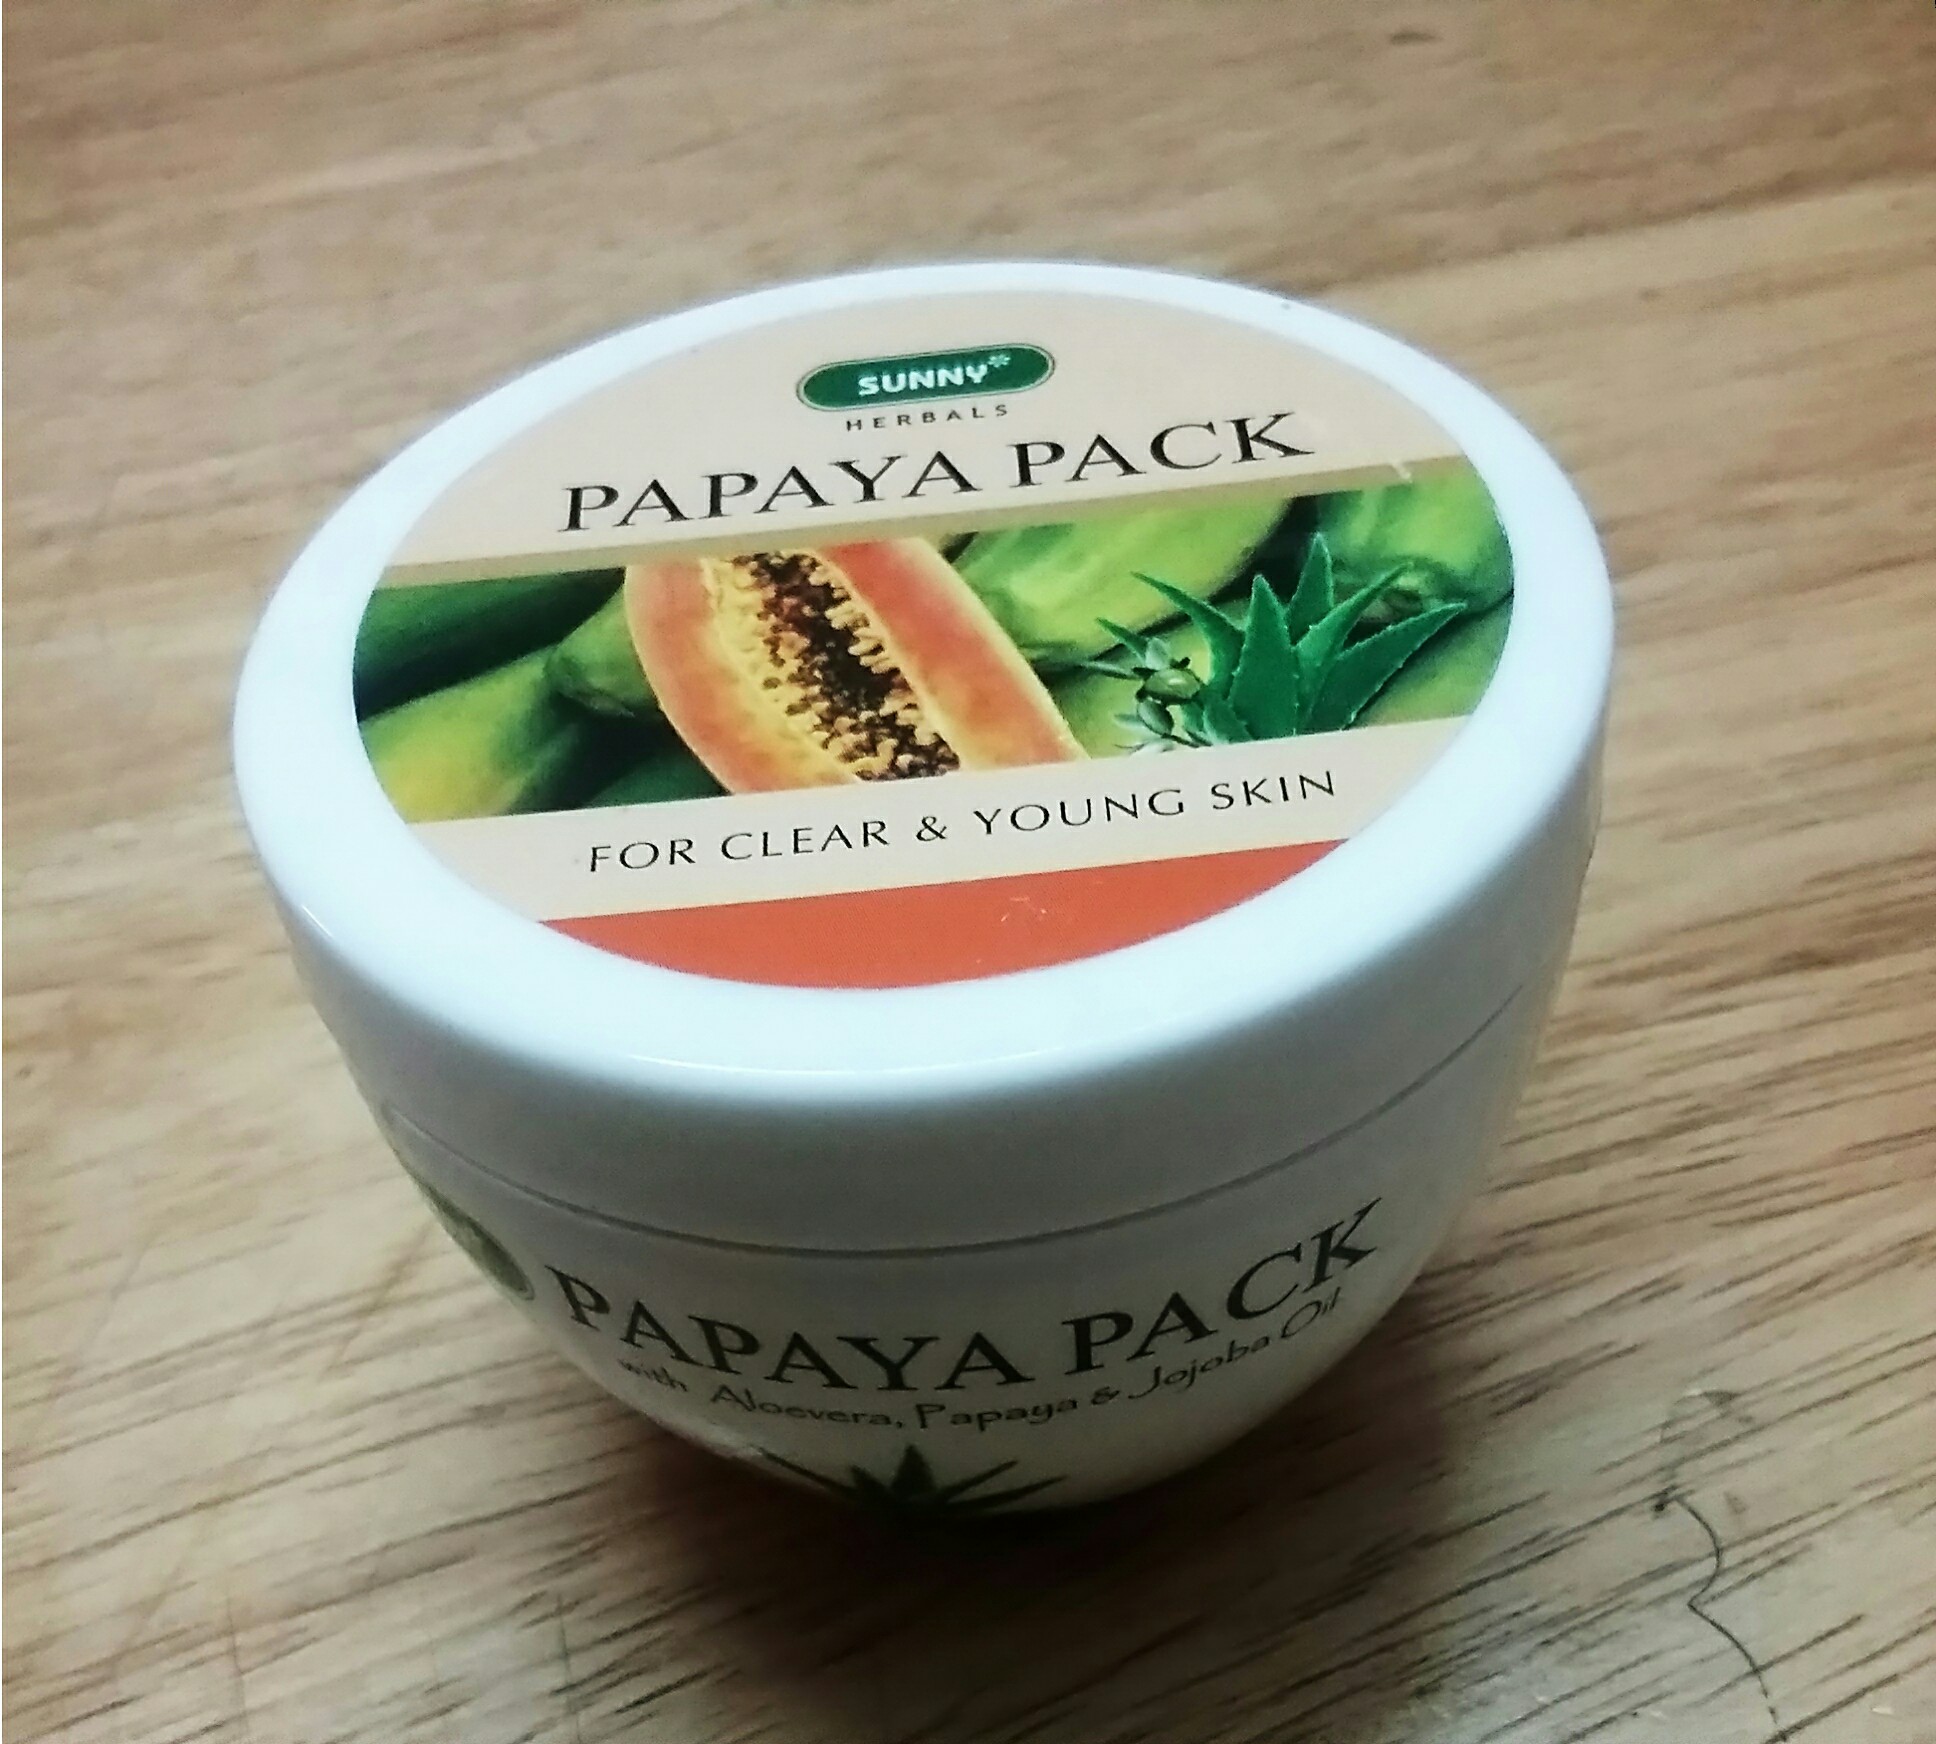 SUNNY
HERBALS
PAPAYA PACK
FOR CLEAR & YOUNG SKIN
PAPAYA PACK
with Aloevera, Papaya & Jojoba Oil